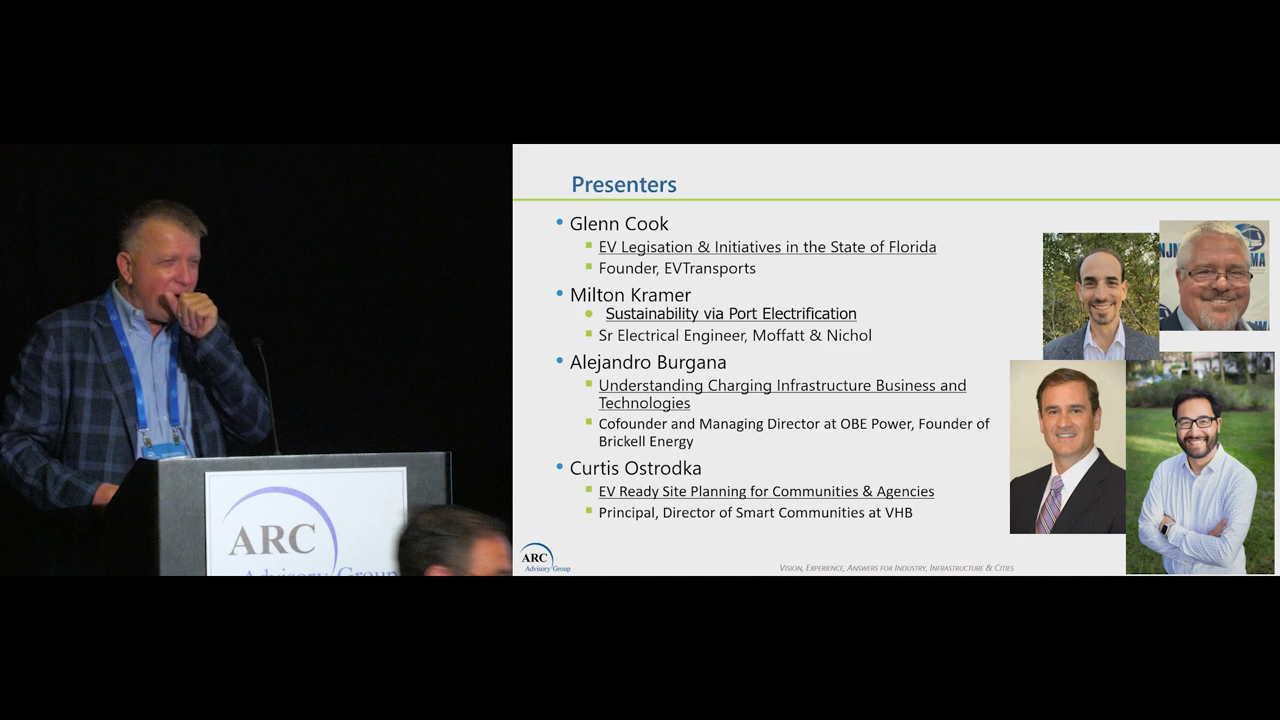 Presenters
Glenn Cook
EV Legisation & Initiatives in the State of Florida
Founder, EVTransports
Milton Kramer
Sustainability via Port Electrification
Sr Electrical Engineer, Moffatt & Nichol
Alejandro Burgana
Understanding Charging Infrastructure Business and
Technologies
Cofounder and Managing Director at OBE Power, Founder of
Brickell Energy
Curtis Ostrodka
EV Ready Site Planning for Communities & Agencies
Principal, Director of Smart Communities at VHB
ARC
Advisory Group
VISION, EXPERIENCE, ANSWERS FOR INDUSTRY, INFRASTRUCTURE & CITIES
ARC
Advisory Group